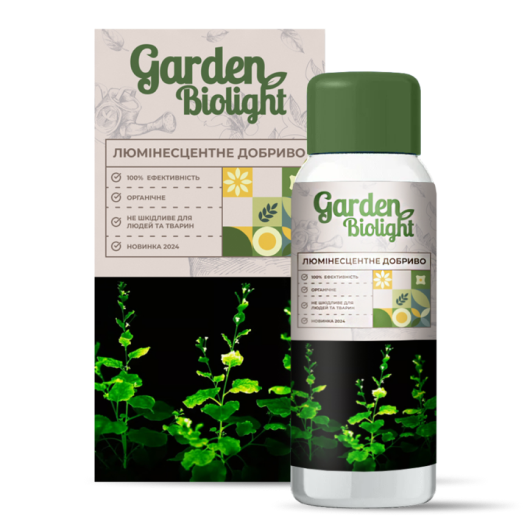 Garden
Biolight
ЛЮМІНЕСЦЕНТНЕ ДОБРИВО
100% ЕФЕКТИВНІСТЬ
ОРГАНІЧНЕ
НЕ ШКІДЛИВЕ ДЛЯ
ЛЮДЕЙ ТА ТВАРИН
НОВИНКА 2024
Garden
Biolight
ЛЮМІНЕСЦЕНТНЕ ДОБРИВО
100% ЕФЕКТИВНІСТЬ
ОРГАНІЧНЕ
НЕ ШКІДЛИВЕ ДЛЯ
ЛЮДЕЙ ТА ТВАРИН
НОВИНКА 2024